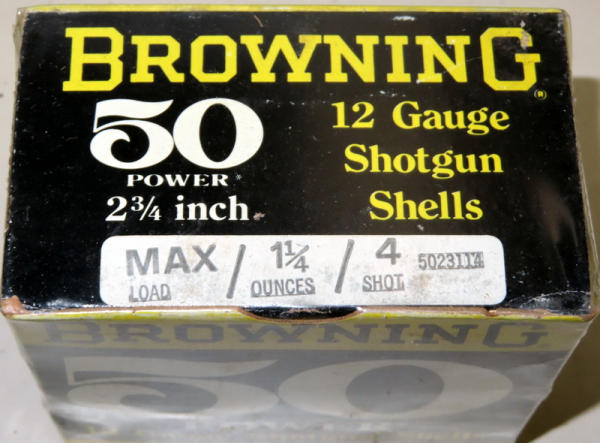 BROWNING ®
50
POWER
2¾ inch
12 Gauge
Shotgun
Shells
MAX / 1¼ / 4 5023114
LOAD OUNCES SHOT
BROWNING
50